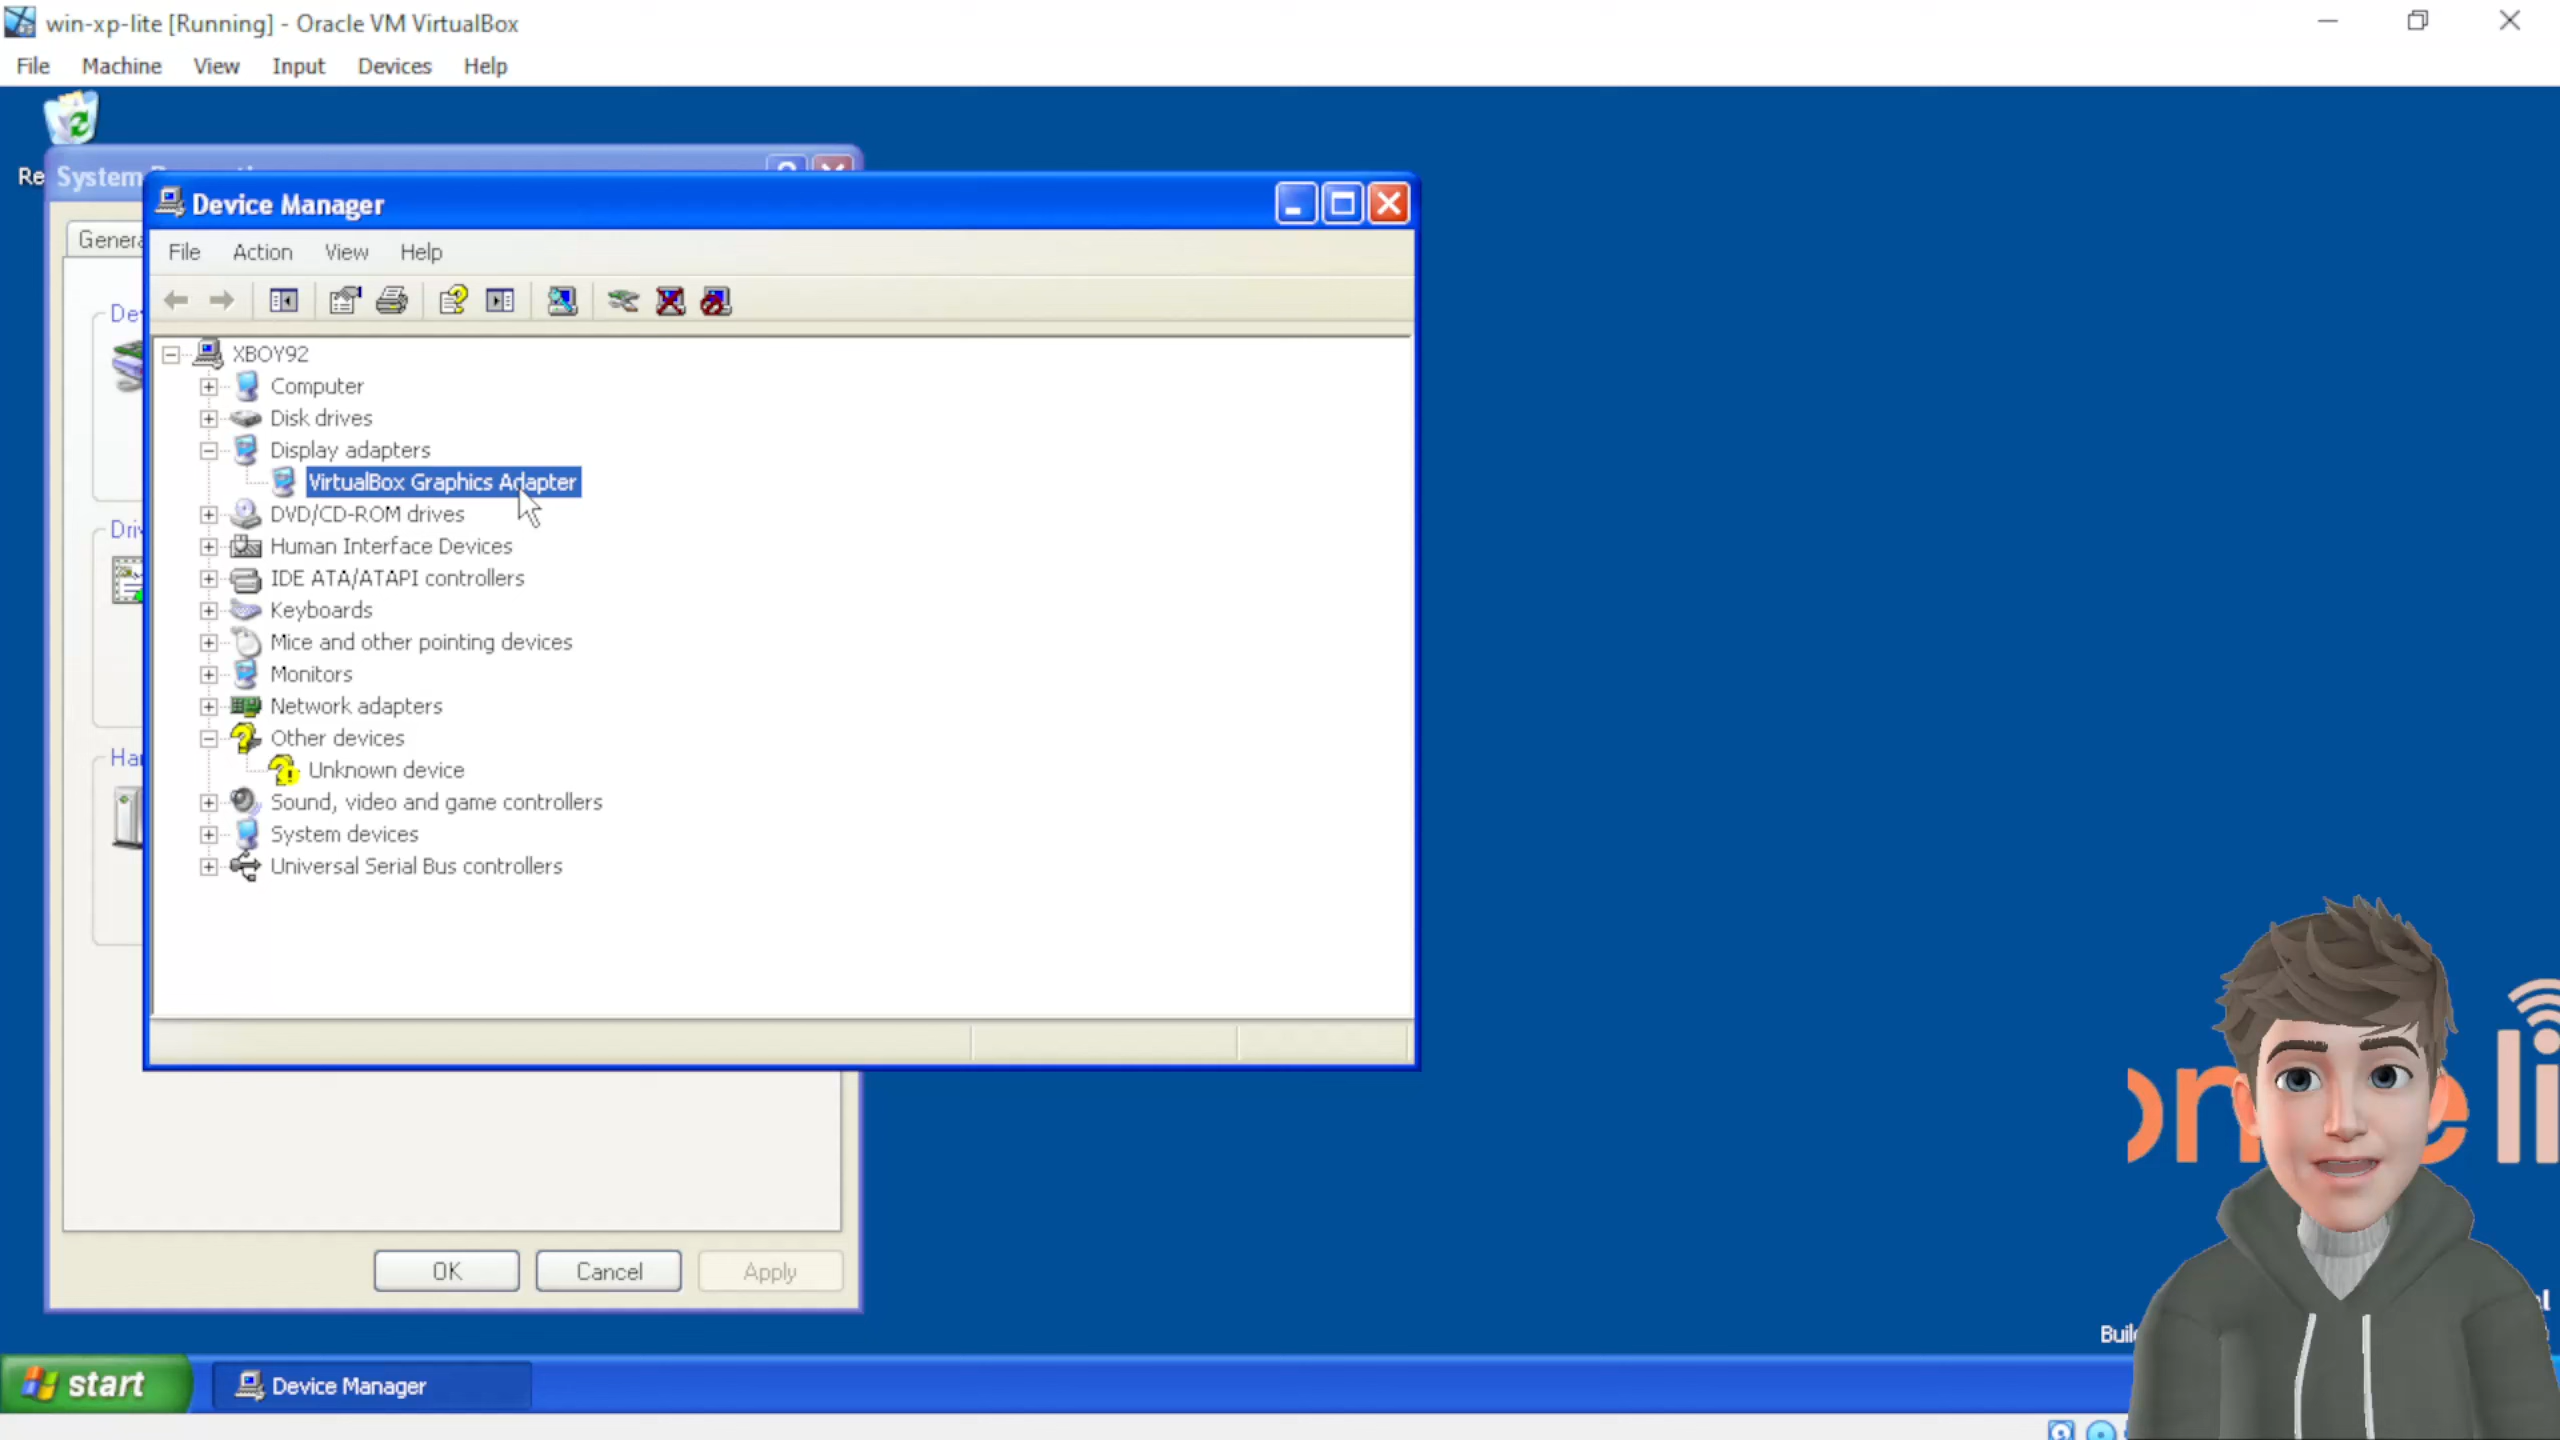 win-xp-lite [Running] - Oracle VM VirtualBox
File Machine View Input Devices Help
Re
System
Device Manager
File Action View Help
XBOY92
Computer
Disk drives
Display adapters
VirtualBox Graphics Adapter
DVD/CD-ROM drives
Human Interface Devices
IDE ATA/ATAPI controllers
Keyboards
Mice and other pointing devices
Monitors
Network adapters
Other devices
Unknown device
Sound, video and game controllers
System devices
Universal Serial Bus controllers
OK Cancel Apply
start Device Manager